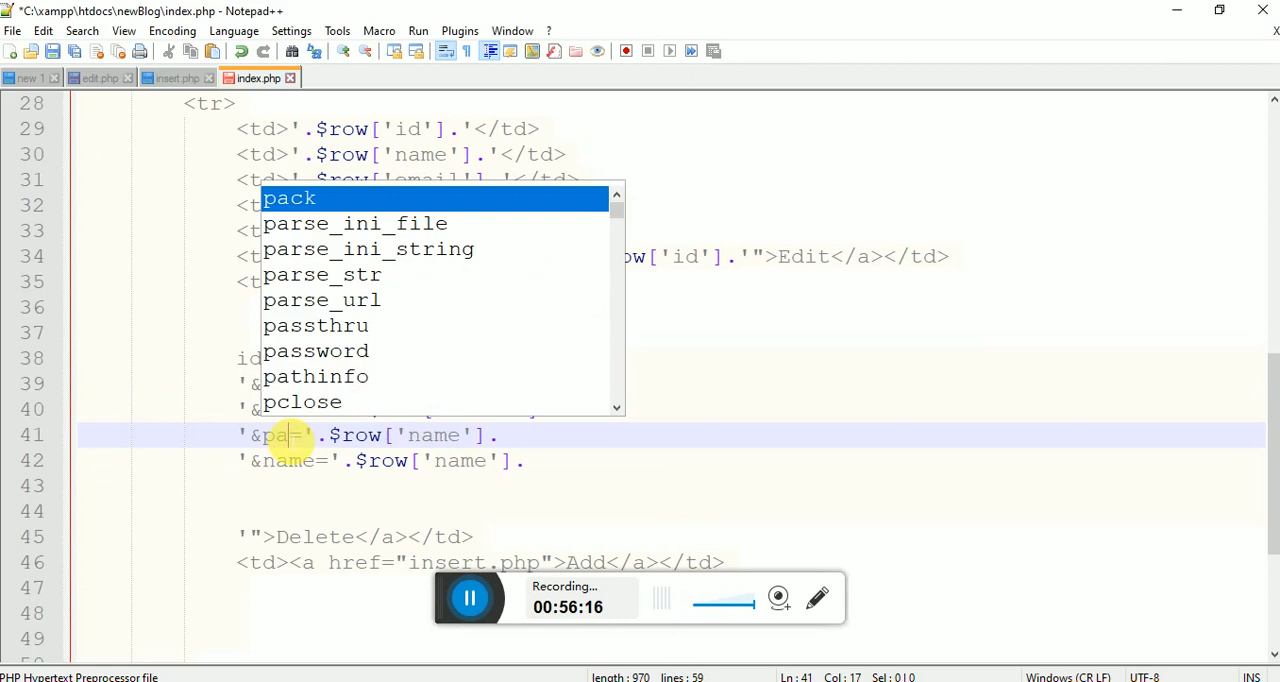 *C:\xampp\htdocs\newBlog\index.php - Notepad++
File Edit Search View Encoding Language Settings Tools Macro Run Plugins Window ? X
new 1 edit.php insert.php index.php
28 <tr>
29 <td>'.$row['id'].'</td>
30 <td>'.$row['name'].'</td>
31 <td>'.$row['email'].'</td>
pack
32 <t
parse_ini_file
33 <t
parse_ini_string
34 <t ow['id'].'">Edit</a></td>
parse_str
35 <t
parse_url
36
passthru
37
password
38 id
pathinfo
39 '&
pclose
40 '&
41 '&pa='.$row['name'].
42 '&name='.$row['name'].
43
44
45 '">Delete</a></td>
46 <td><a href="insert.php">Add</a></td>
47
48
49
Recording...
00:56:16
PHP Hypertext Preprocessor file length : 970 lines : 59 Ln : 41 Col : 17 Sel : 0 | 0 Windows (CR LF) UTF-8 INS